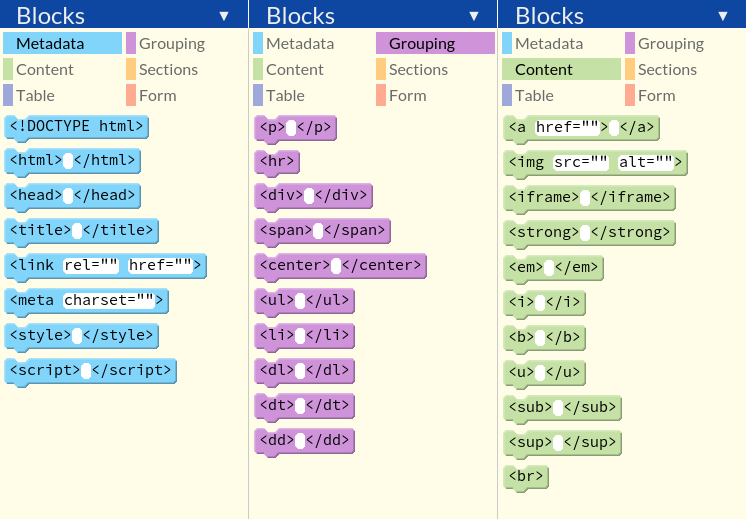 Blocks ▼
Metadata Grouping
Content Sections
Table Form
<!DOCTYPE html>
<html> </html>
<head> </head>
<title> </title>
<link rel="" href="">
<meta charset="">
<style> </style>
<script> </script>
Blocks ▼
Metadata Grouping
Content Sections
Table Form
<p> </p>
<hr>
<div> </div>
<span> </span>
<center> </center>
<ul> </ul>
<li> </li>
<dl> </dl>
<dt> </dt>
<dd> </dd>
Blocks ▼
Metadata Grouping
Content Sections
Table Form
<a href=""> </a>
<img src="" alt="">
<iframe> </iframe>
<strong> </strong>
<em> </em>
<i> </i>
<b> </b>
<u> </u>
<sub> </sub>
<sup> </sup>
<br>